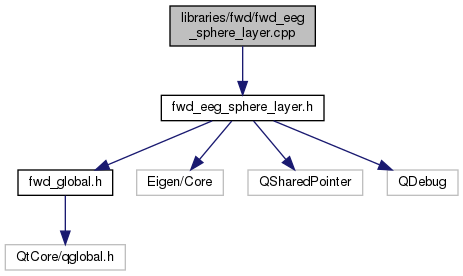 libraries/fwd/fwd_eeg
_sphere_layer.cpp
fwd_eeg_sphere_layer.h
fwd_global.h
Eigen/Core
QSharedPointer
QDebug
QtCore/qglobal.h